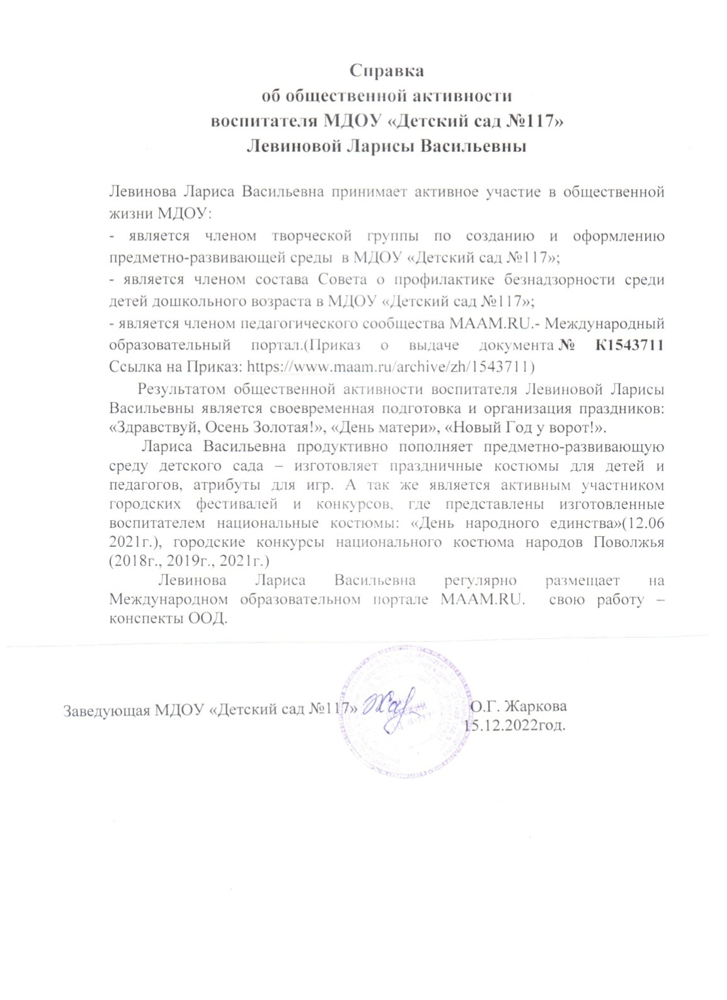 Справка
об общественной активности
воспитателя МДОУ «Детский сад №117»
Левиновой Ларисы Васильевны
Левинова Лариса Васильевна принимает активное участие в общественной
жизни МДОУ:
- является членом творческой группы по созданию и оформлению
предметно-развивающей среды в МДОУ «Детский сад №117»;
- является членом состава Совета о профилактике безнадзорности среди
детей дошкольного возраста в МДОУ «Детский сад №117»;
- является членом педагогического сообщества MAAM.RU.- Международный
образовательный портал.(Приказ о выдаче документа № К1543711
Ссылка на Приказ: https://www.maam.ru/archive/zh/1543711)
Результатом общественной активности воспитателя Левиновой Ларисы
Васильевны является своевременная подготовка и организация праздников:
«Здравствуй, Осень Золотая!», «День матери», «Новый Год у ворот!».
Лариса Васильевна продуктивно пополняет предметно-развивающую
среду детского сада – изготовляет праздничные костюмы для детей и
педагогов, атрибуты для игр. А так же является активным участником
городских фестивалей и конкурсов, где представлены изготовленные
воспитателем национальные костюмы: «День народного единства»(12.06
2021г.), городские конкурсы национального костюма народов Поволжья
(2018г., 2019г., 2021г.)
Левинова Лариса Васильевна регулярно размещает на
Международном образовательном портале MAAM.RU. свою работу –
конспекты ООД.
Заведующая МДОУ «Детский сад №117» О.Г. Жаркова
15.12.2022год.